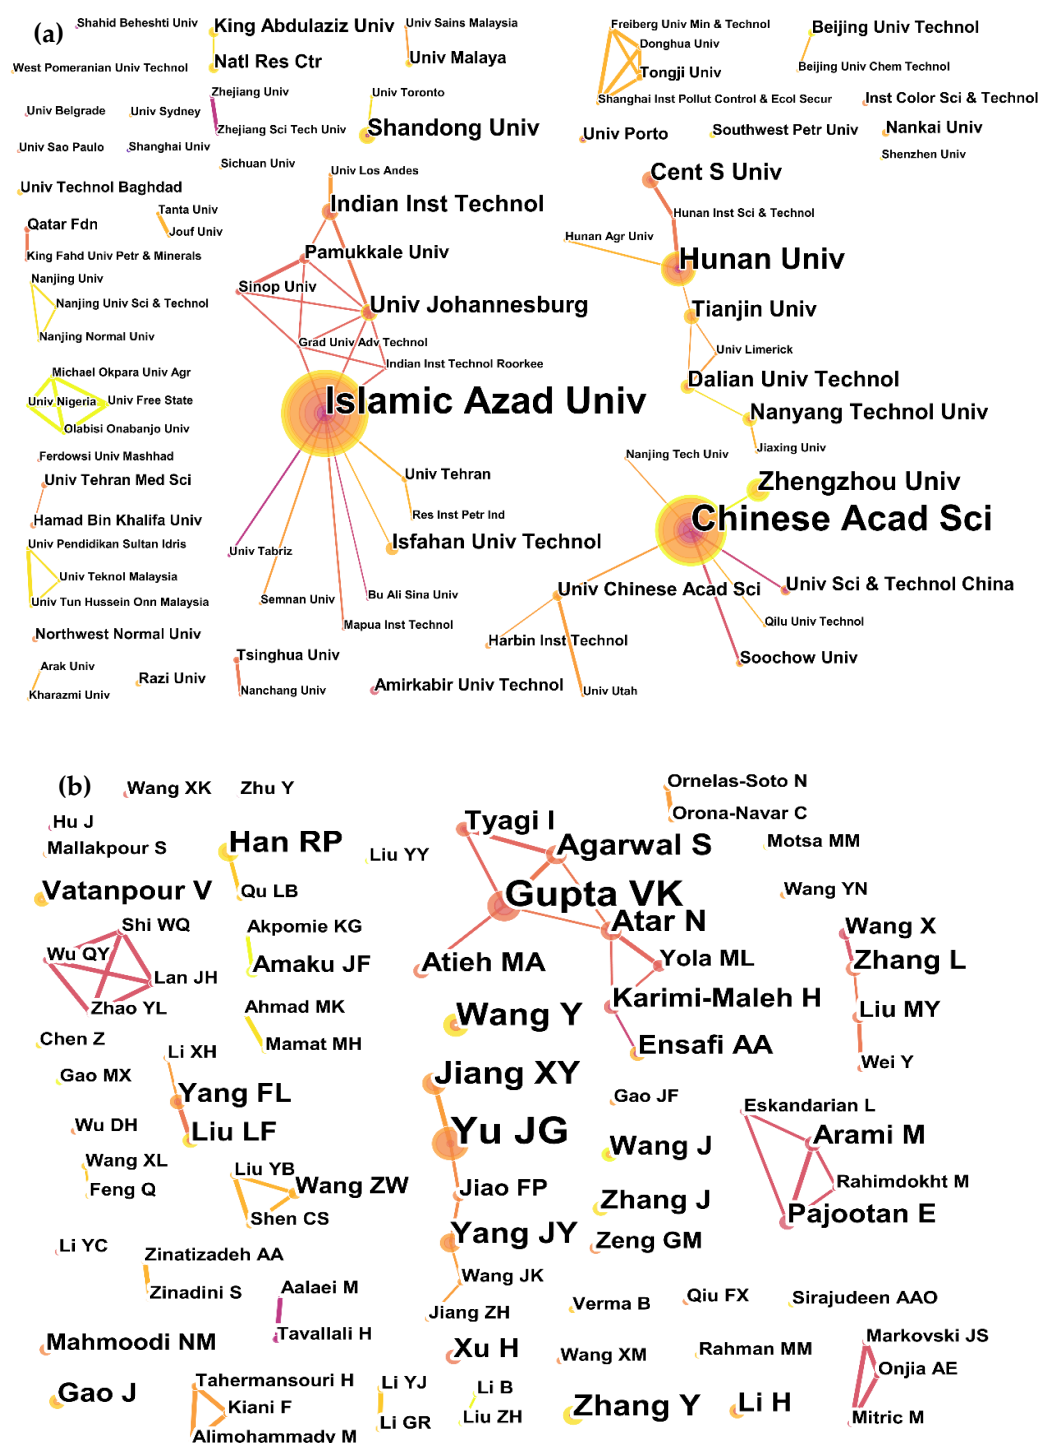 (a)
Shahid Beheshti Univ
King Abdulaziz Univ
Univ Sains Malaysia
Freiberg Univ Min & Technol
Beijing Univ Technol
Donghua Univ
West Pomeranian Univ Technol
Natl Res Ctr
Univ Malaya
Tongji Univ
Beijing Univ Chem Technol
Zhejiang Univ
Univ Toronto
Shanghai Inst Pollut Control & Ecol Secur
Inst Color Sci & Technol
Univ Belgrade
Univ Sydney
Zhejiang Sci Tech Univ
Shandong Univ
Univ Porto
Southwest Petr Univ
Nankai Univ
Univ Sao Paulo
Shanghai Univ
Sichuan Univ
Shenzhen Univ
Univ Los Andes
Cent S Univ
Univ Technol Baghdad
Indian Inst Technol
Tanta Univ
Hunan Inst Sci & Technol
Qatar Fdn
Jouf Univ
Hunan Agr Univ
King Fahd Univ Petr & Minerals
Pamukkale Univ
Hunan Univ
Nanjing Univ
Sinop Univ
Nanjing Univ Sci & Technol
Univ Johannesburg
Tianjin Univ
Nanjing Normal Univ
Grad Univ Adv Technol
Univ Limerick
Indian Inst Technol Roorkee
Michael Okpara Univ Agr
Dalian Univ Technol
Univ Nigeria
Univ Free State
Islamic Azad Univ
Nanyang Technol Univ
Olabisi Onabanjo Univ
Jiaxing Univ
Ferdowsi Univ Mashhad
Nanjing Tech Univ
Univ Tehran Med Sci
Univ Tehran
Zhengzhou Univ
Hamad Bin Khalifa Univ
Res Inst Petr Ind
Chinese Acad Sci
Univ Pendidikan Sultan Idris
Univ Tabriz
Isfahan Univ Technol
Univ Teknol Malaysia
Univ Chinese Acad Sci
Univ Sci & Technol China
Univ Tun Hussein Onn Malaysia
Semnan Univ
Bu Ali Sina Univ
Northwest Normal Univ
Mapua Inst Technol
Qilu Univ Technol
Harbin Inst Technol
Arak Univ
Tsinghua Univ
Soochow Univ
Razi Univ
Amirkabir Univ Technol
Kharazmi Univ
Nanchang Univ
Univ Utah
(b)
Wang XK
Zhu Y
Ornelas-Soto N
Hu J
Tyagi I
Orona-Navar C
Mallakpour S
Han RP
Liu YY
Agarwal S
Motsa MM
Vatanpour V
Qu LB
Gupta VK
Wang YN
Shi WQ
Akpomie KG
Atar N
Wang X
Wu QY
Amaku JF
Atieh MA
Yola ML
Zhang L
Lan JH
Zhao YL
Ahmad MK
Wang Y
Karimi-Maleh H
Liu MY
Chen Z
Li XH
Mamat MH
Ensafi AA
Wei Y
Gao MX
Yang FL
Jiang XY
Gao JF
Eskandarian L
Wu DH
Liu LF
Yu JG
Wang J
Arami M
Wang XL
Liu YB
Feng Q
Wang ZW
Jiao FP
Rahimdokht M
Shen CS
Zhang J
Pajootan E
Li YC
Zinatizadeh AA
Yang JY
Zeng GM
Zinadini S
Aalaei M
Wang JK
Jiang ZH
Verma B
Qiu FX
Sirajudeen AAO
Tavallali H
Mahmoodi NM
Xu H
Wang XM
Rahman MM
Markovski JS
Onjia AE
Gao J
Tahermansouri H
Li YJ
Li B
Kiani F
Zhang Y
Li H
Mitric M
Alimohammady M
Li GR
Liu ZH